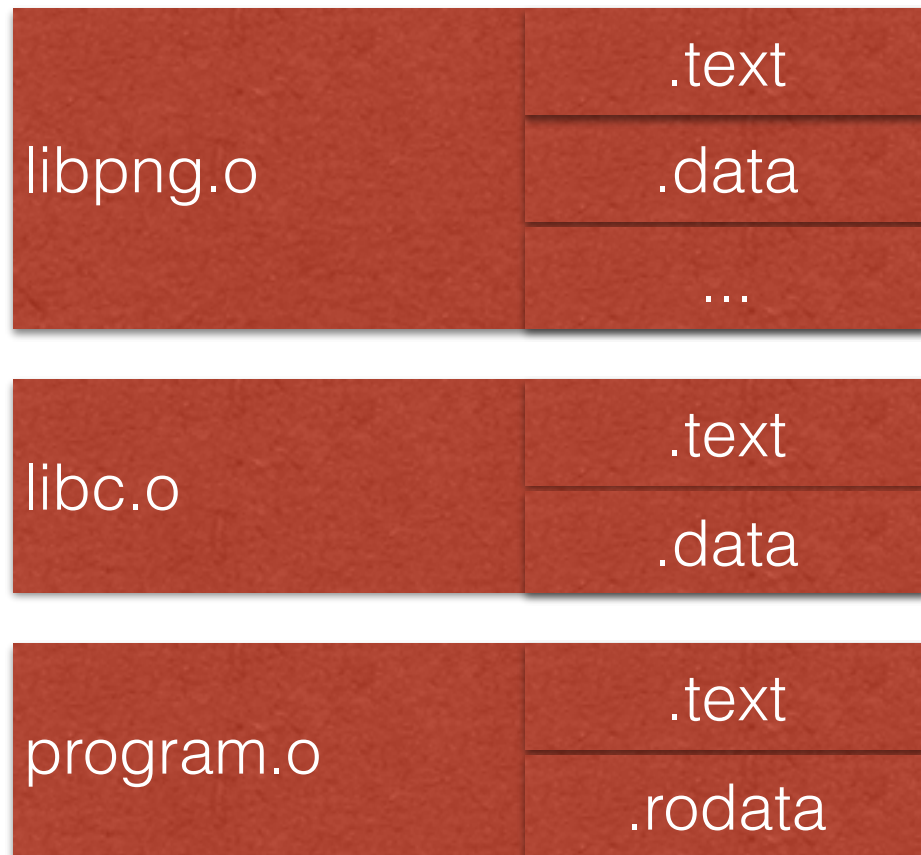 libpng.o
.text
.data
...
libc.o
.text
.data
program.o
.text
.rodata